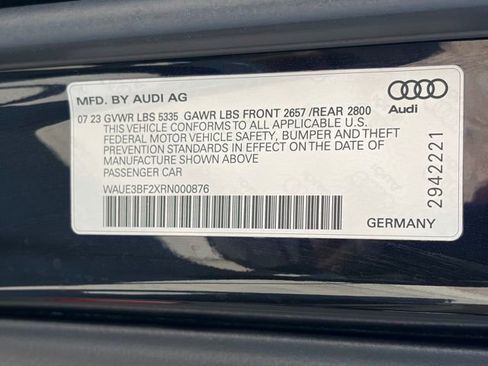 MFD. BY AUDI AG
07 23 GVWR LBS 5335 GAWR LBS FRONT 2657 /REAR 2800
THIS VEHICLE CONFORMS TO ALL APPLICABLE U.S.
FEDERAL MOTOR VEHICLE SAFETY, BUMPER AND THEFT
PREVENTION STANDARDS IN EFFECT ON THE DATE OF
MANUFACTURE SHOWN ABOVE
PASSENGER CAR
WAUE3BF2XRN000876
Audi
2942221
GERMANY